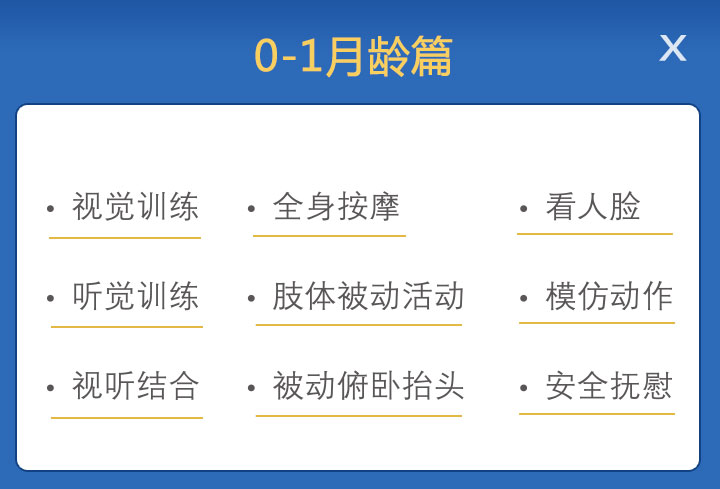 0-1月龄篇
X
• 视觉训练 • 全身按摩 • 看人脸
• 听觉训练 • 肢体被动活动 • 模仿动作
• 视听结合 • 被动俯卧抬头 • 安全抚慰